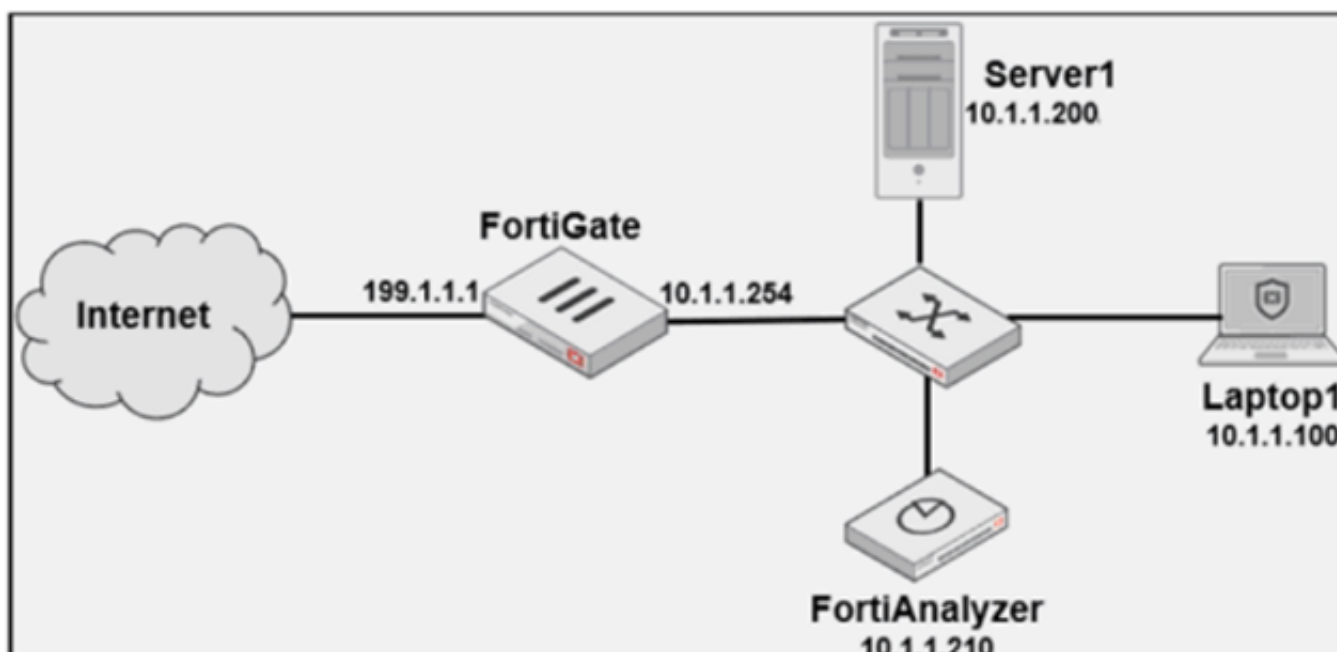 Server1
10.1.1.200
FortiGate
199.1.1.1
10.1.1.254
Internet
Laptop1
10.1.1.100
FortiAnalyzer
10.1.1.210